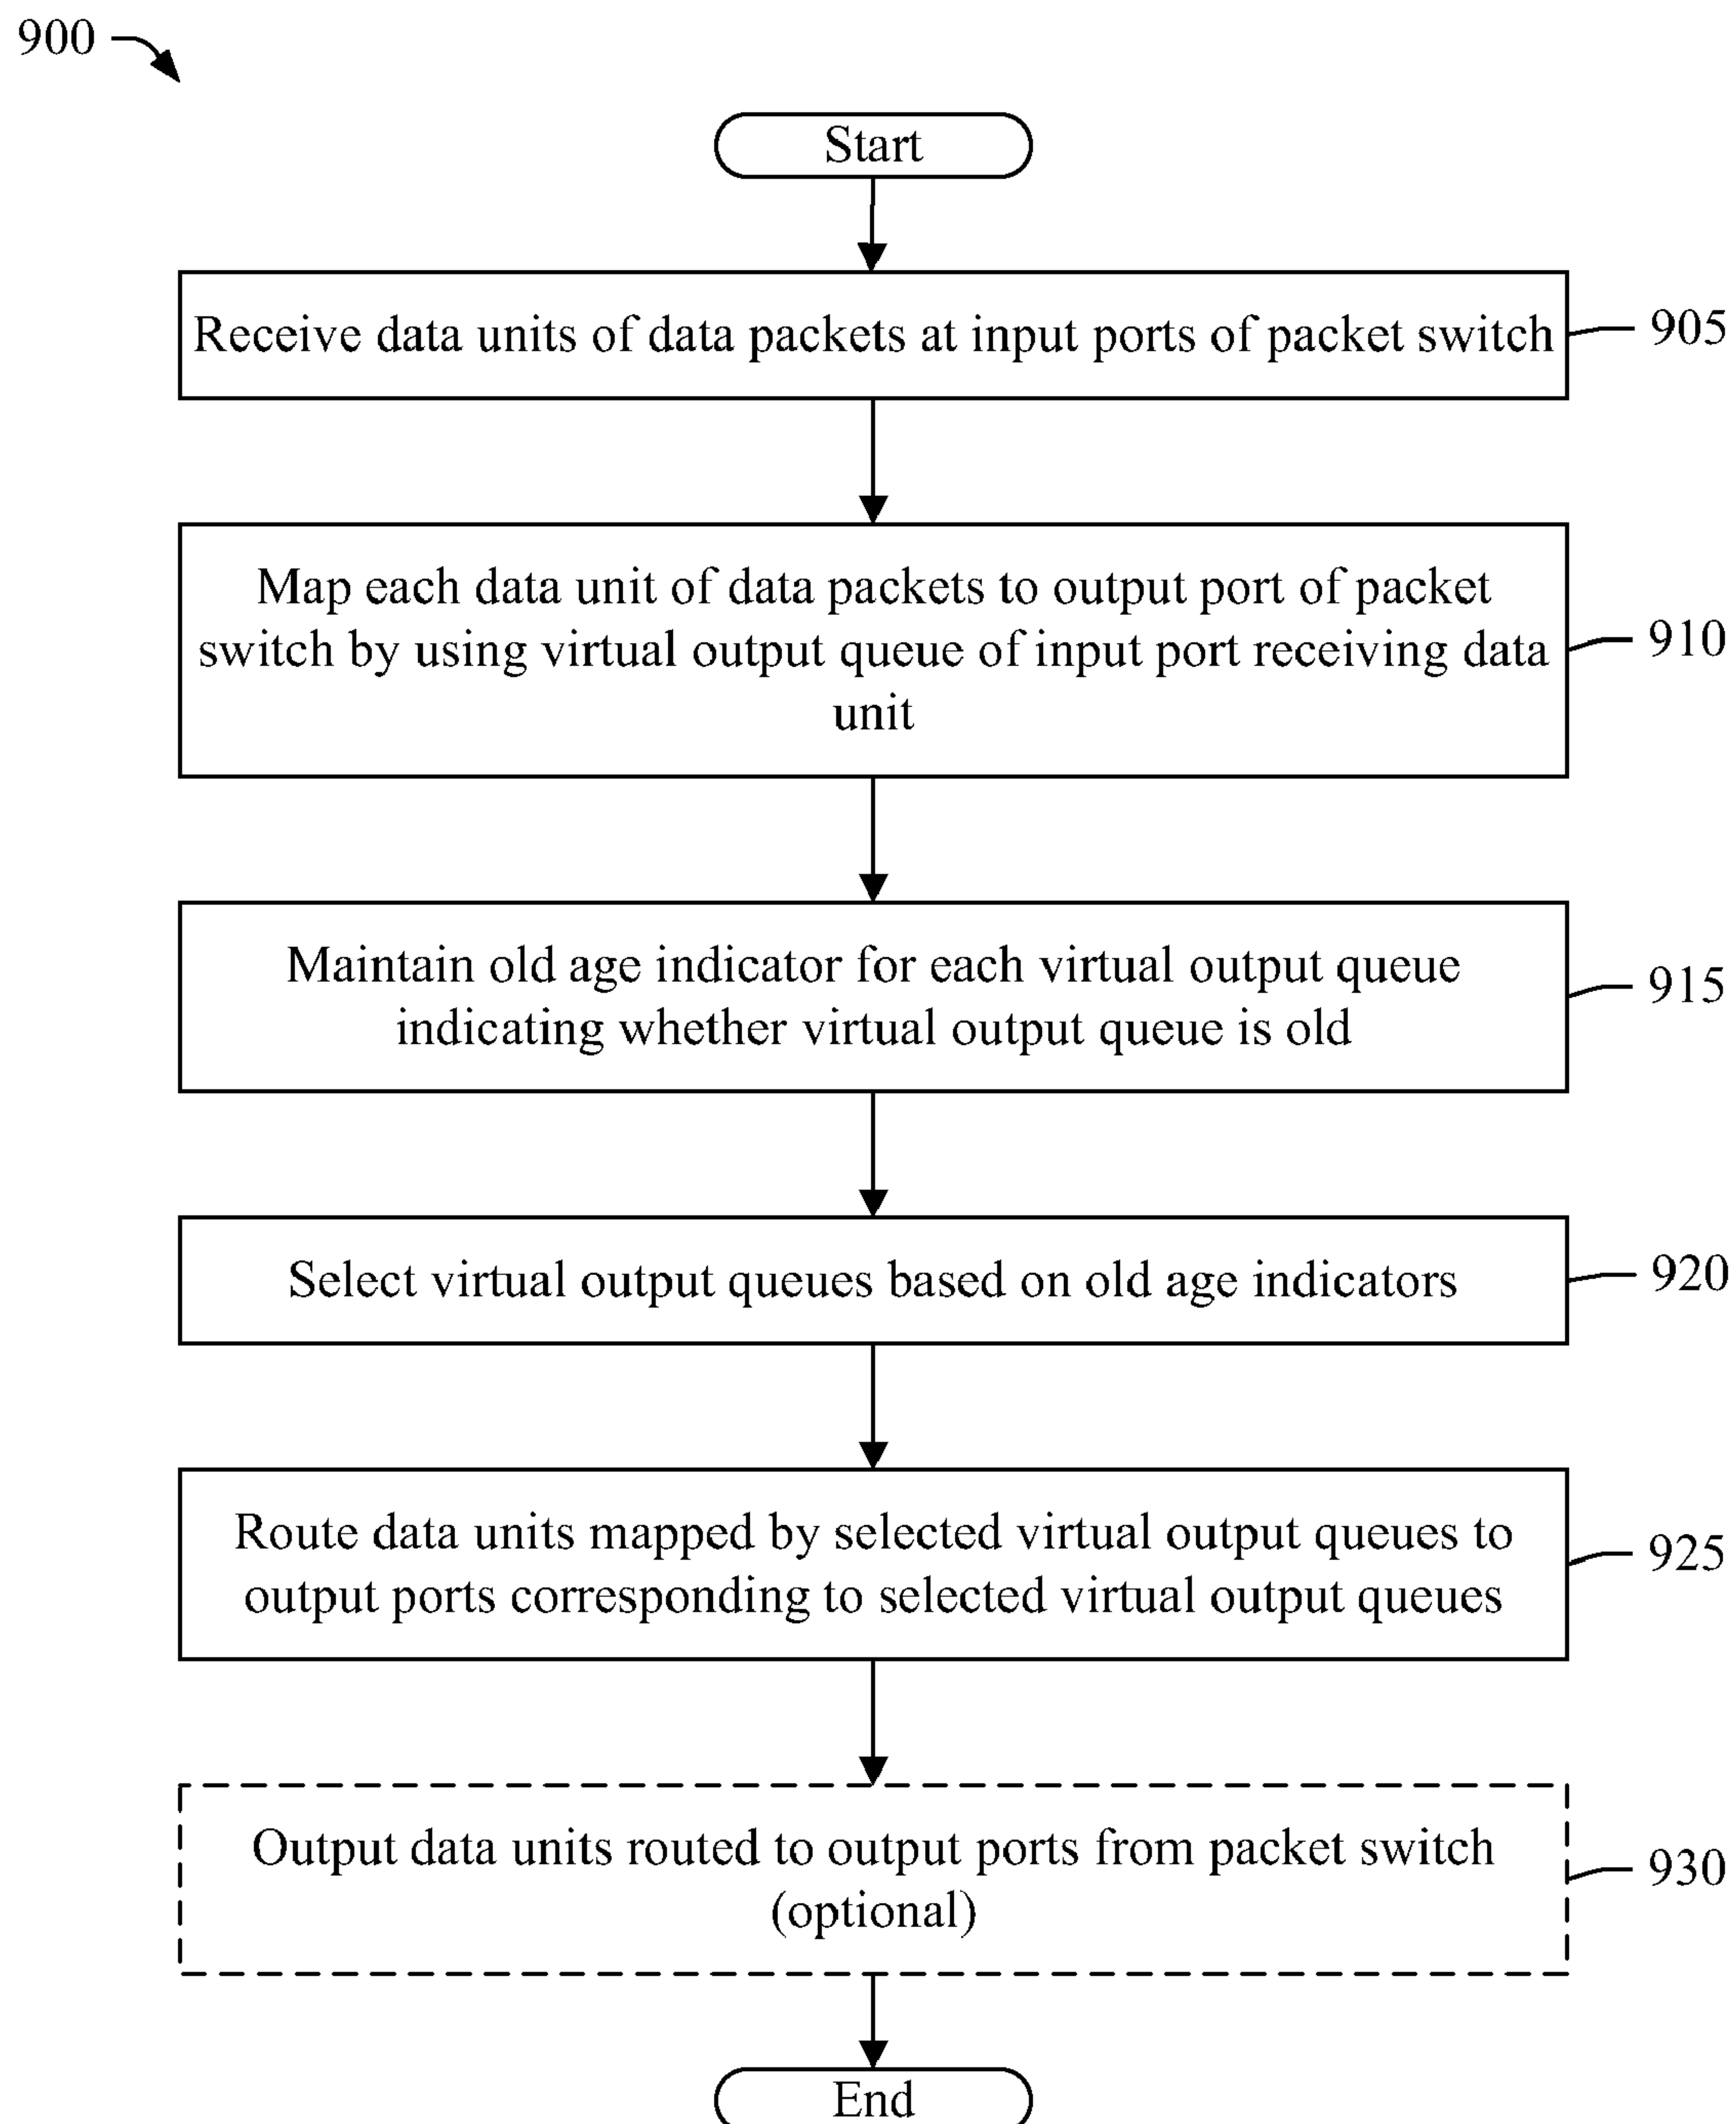 900
Start
Receive data units of data packets at input ports of packet switch
905
Map each data unit of data packets to output port of packet
switch by using virtual output queue of input port receiving data
unit
910
Maintain old age indicator for each virtual output queue
indicating whether virtual output queue is old
915
Select virtual output queues based on old age indicators
920
Route data units mapped by selected virtual output queues to
output ports corresponding to selected virtual output queues
925
Output data units routed to output ports from packet switch
(optional)
930
End